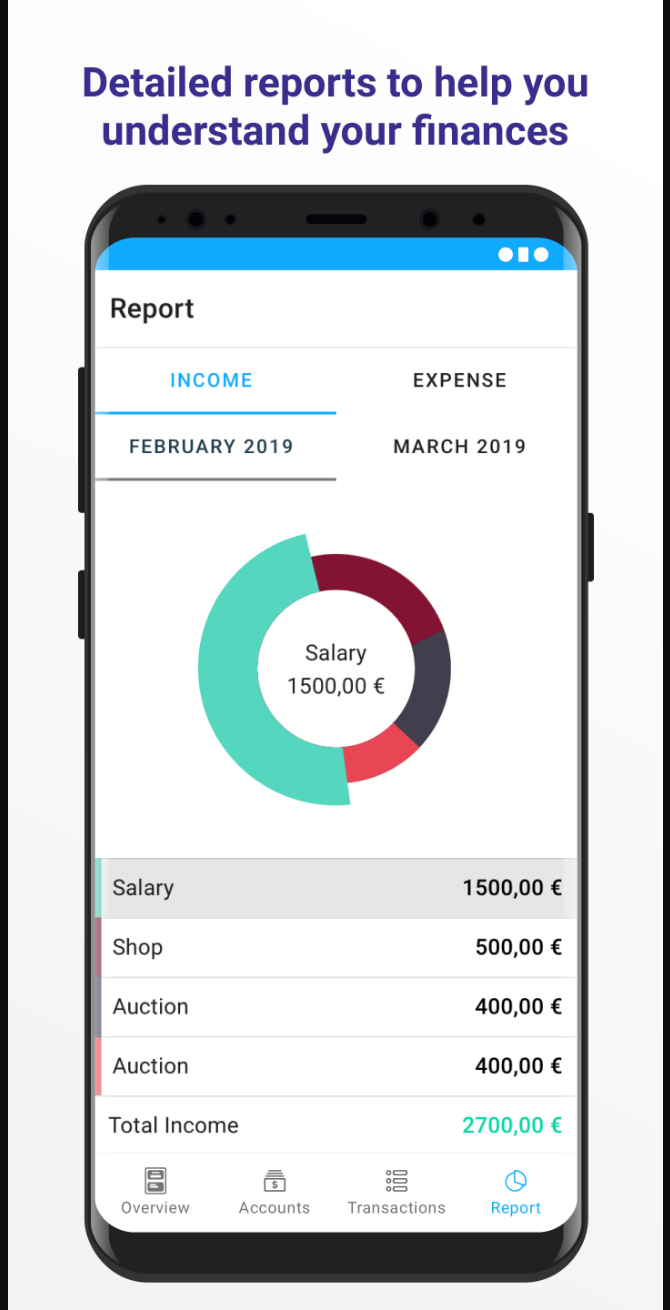 Detailed reports to help you
understand your finances
Report
INCOME
EXPENSE
FEBRUARY 2019
MARCH 2019
Salary
1500,00 €
Salary 1500,00 €
Shop 500,00 €
Auction 400,00 €
Auction 400,00 €
Total Income 2700,00 €
Overview Accounts Transactions Report